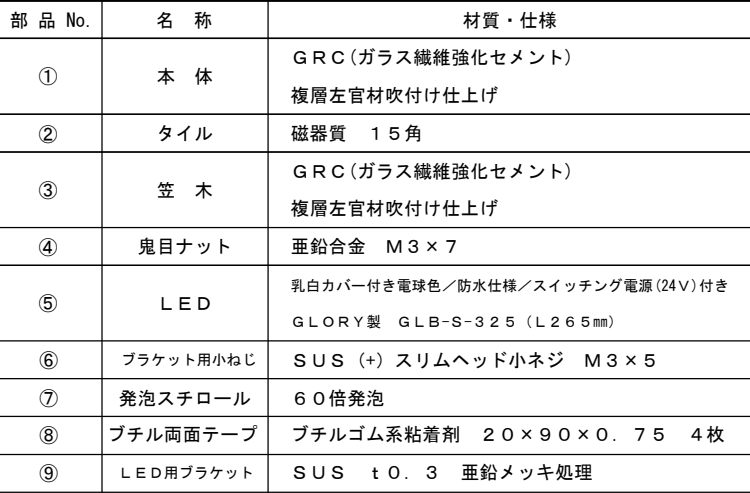 部 品 No. 名 称 材質・仕様
① 本 体 ＧＲＣ(ガラス繊維強化セメント)
複層左官材吹付け仕上げ
② タイル 磁器質 １５角
③ 笠 木 ＧＲＣ(ガラス繊維強化セメント)
複層左官材吹付け仕上げ
④ 鬼目ナット 亜鉛合金 Ｍ３×７
⑤ ＬＥＤ 乳白カバー付き電球色／防水仕様／スイッチング電源(24Ｖ)付き
ＧＬＯＲＹ製 ＧＬＢ-Ｓ-３２５（Ｌ２６５㎜）
⑥ ブラケット用小ねじ ＳＵＳ（+）スリムヘッド小ネジ Ｍ３×５
⑦ 発泡スチロール ６０倍発泡
⑧ ブチル両面テープ ブチルゴム系粘着剤 ２０×９０×０．７５ ４枚
⑨ ＬＥＤ用ブラケット ＳＵＳ ｔ０．３ 亜鉛メッキ処理